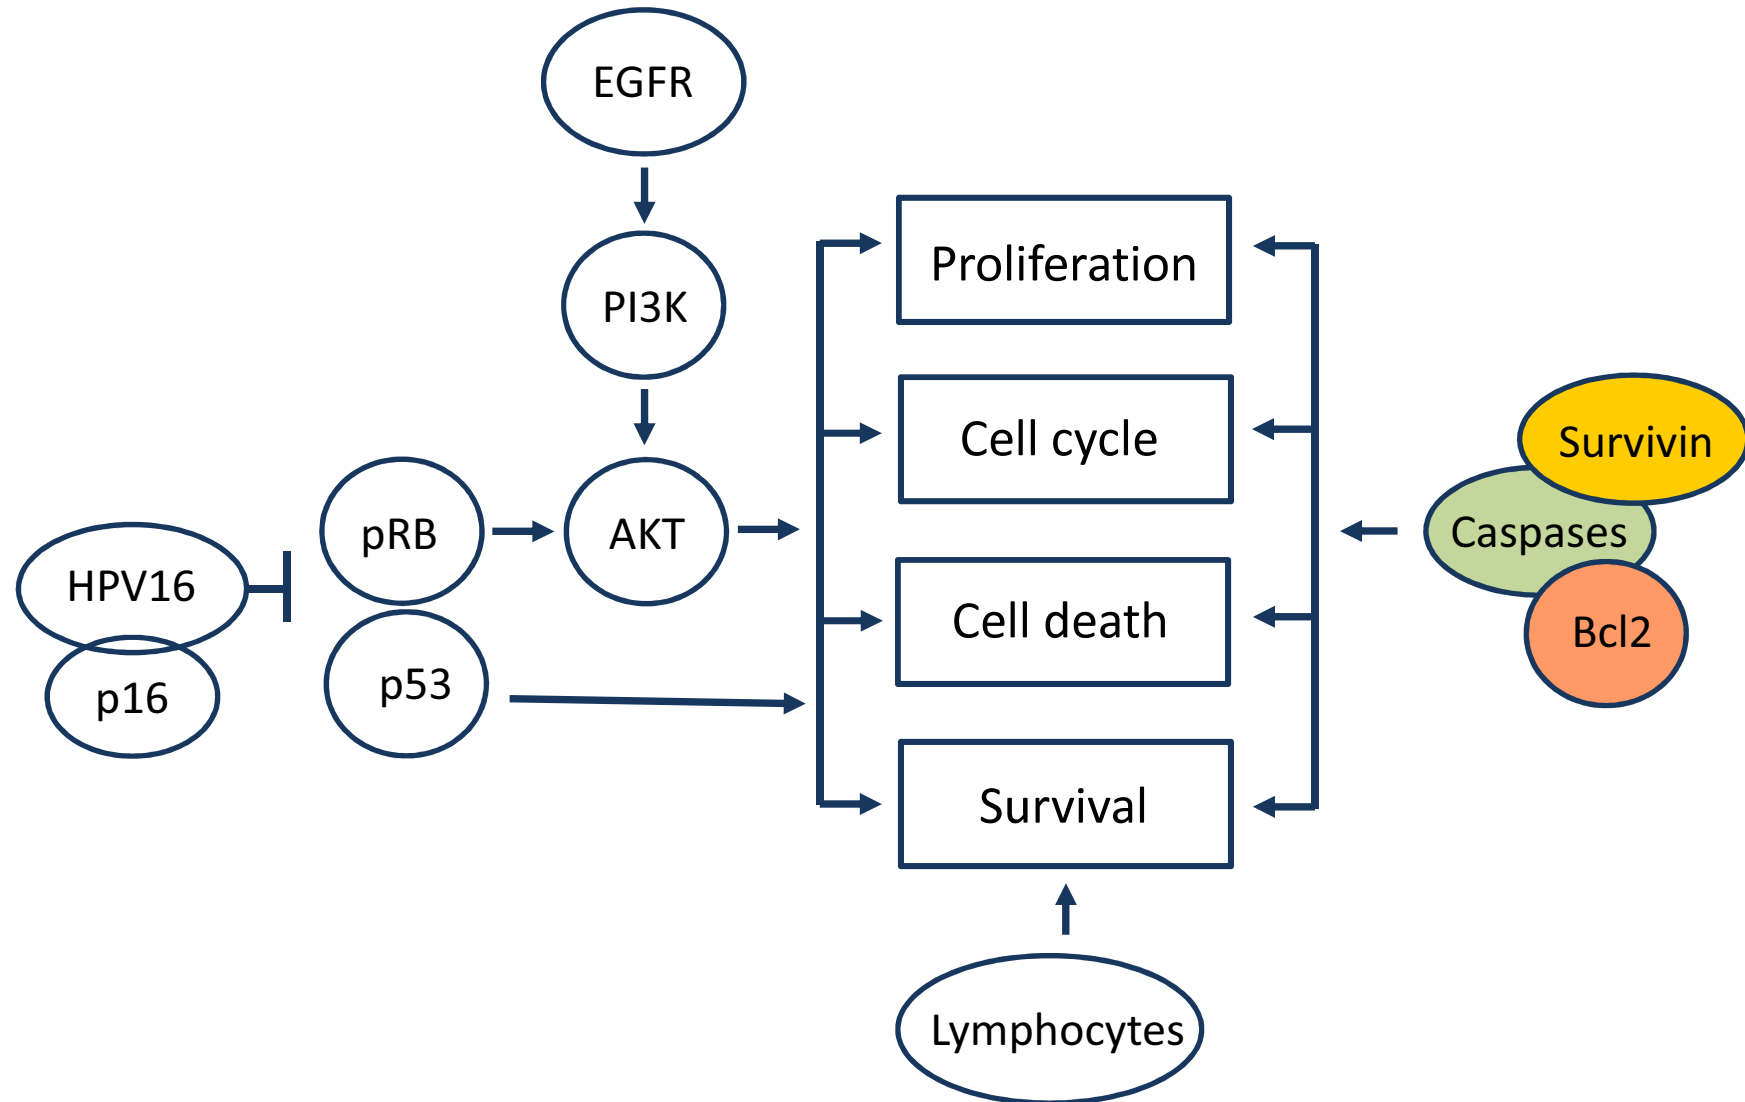 EGFR
PI3K
Proliferation
Cell cycle
Survivin
pRB
AKT
Caspases
HPV16
Cell death
Bcl2
p16
p53
Survival
Lymphocytes